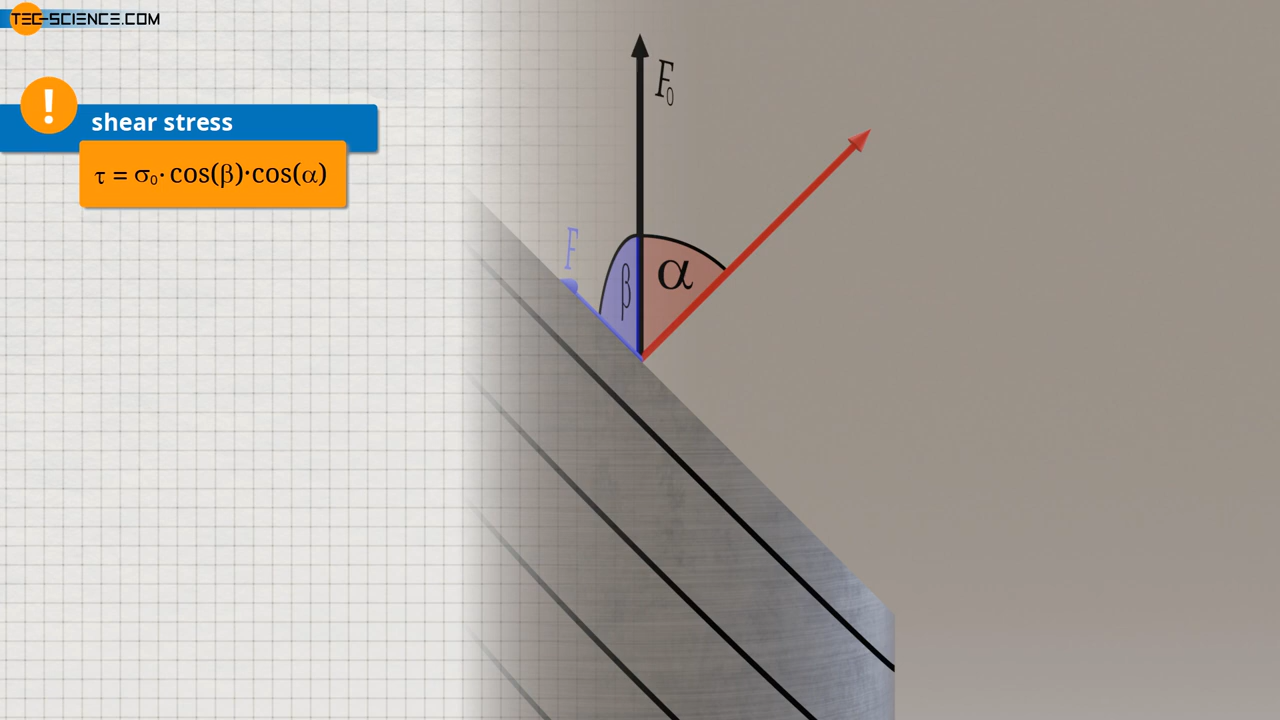 TEC-SCIENCE.COM
!
shear stress
τ = σ₀· cos(β)·cos(α)
F₀
F
β
α